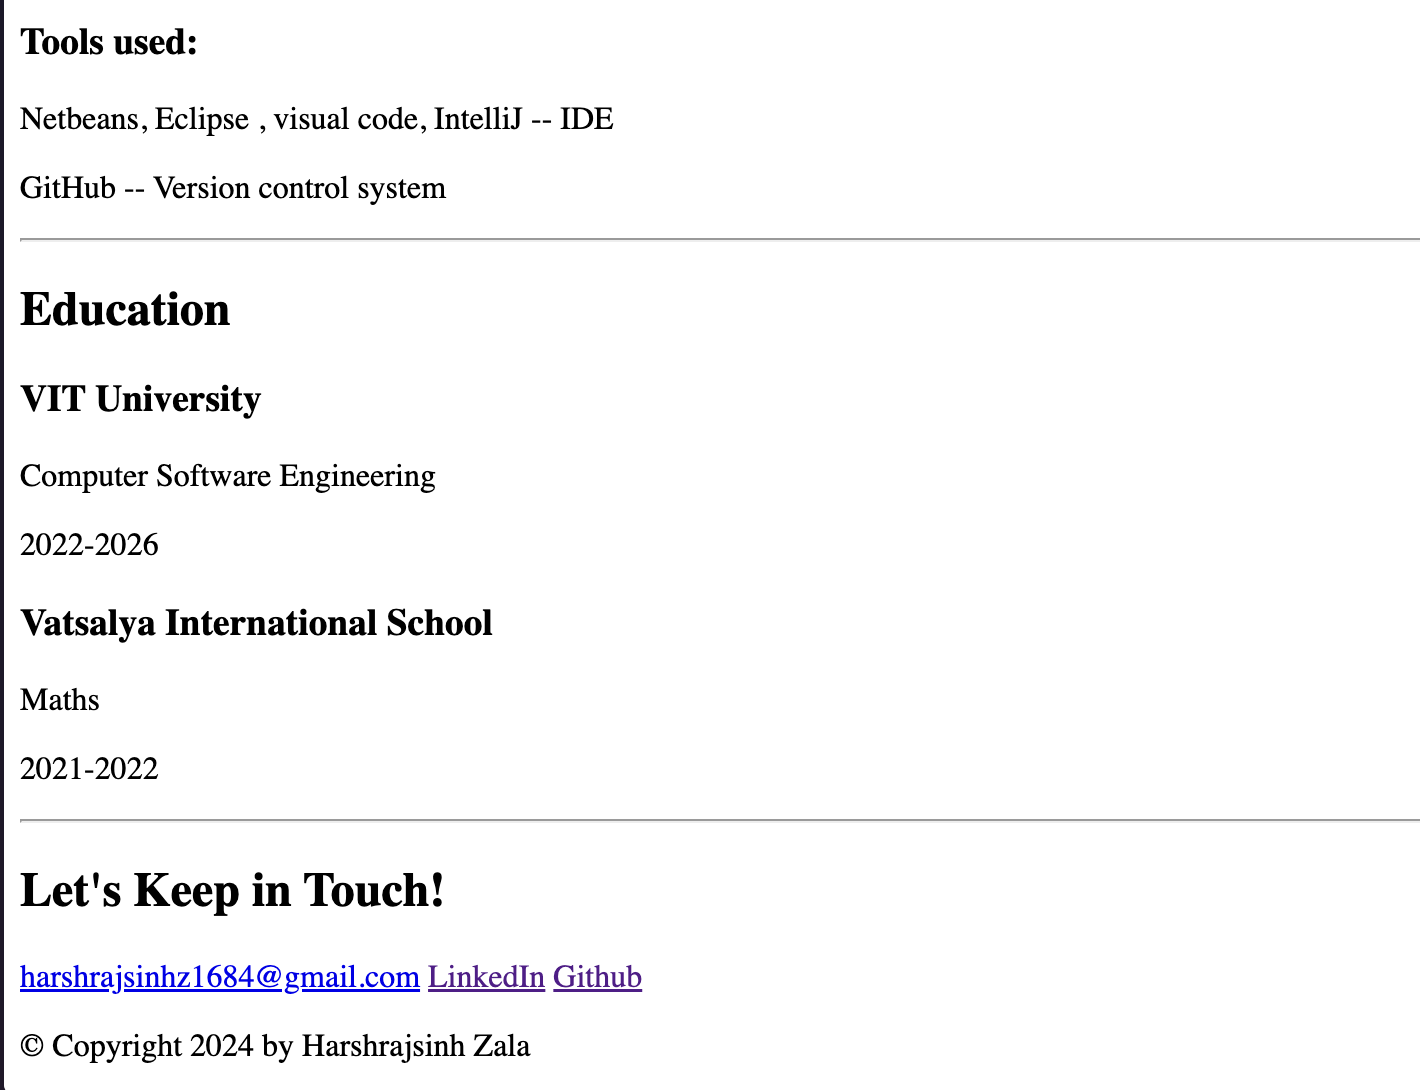 Tools used:
Netbeans, Eclipse , visual code, IntelliJ -- IDE
GitHub -- Version control system
Education
VIT University
Computer Software Engineering
2022-2026
Vatsalya International School
Maths
2021-2022
Let's Keep in Touch!
harshrajsinhz1684@gmail.com LinkedIn Github
© Copyright 2024 by Harshrajsinh Zala